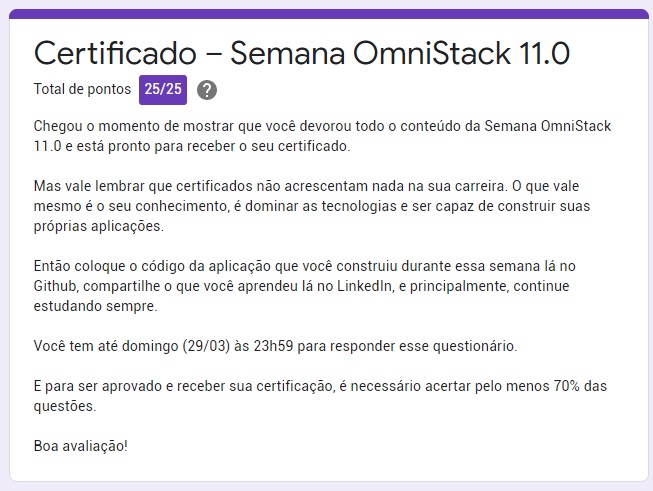 Certificado – Semana OmniStack 11.0
Total de pontos 25/25 ?
Chegou o momento de mostrar que você devorou todo o conteúdo da Semana OmniStack
11.0 e está pronto para receber o seu certificado.
Mas vale lembrar que certificados não acrescentam nada na sua carreira. O que vale
mesmo é o seu conhecimento, é dominar as tecnologias e ser capaz de construir suas
próprias aplicações.
Então coloque o código da aplicação que você construiu durante essa semana lá no
Github, compartilhe o que você aprendeu lá no LinkedIn, e principalmente, continue
estudando sempre.
Você tem até domingo (29/03) às 23h59 para responder esse questionário.
E para ser aprovado e receber sua certificação, é necessário acertar pelo menos 70% das
questões.
Boa avaliação!